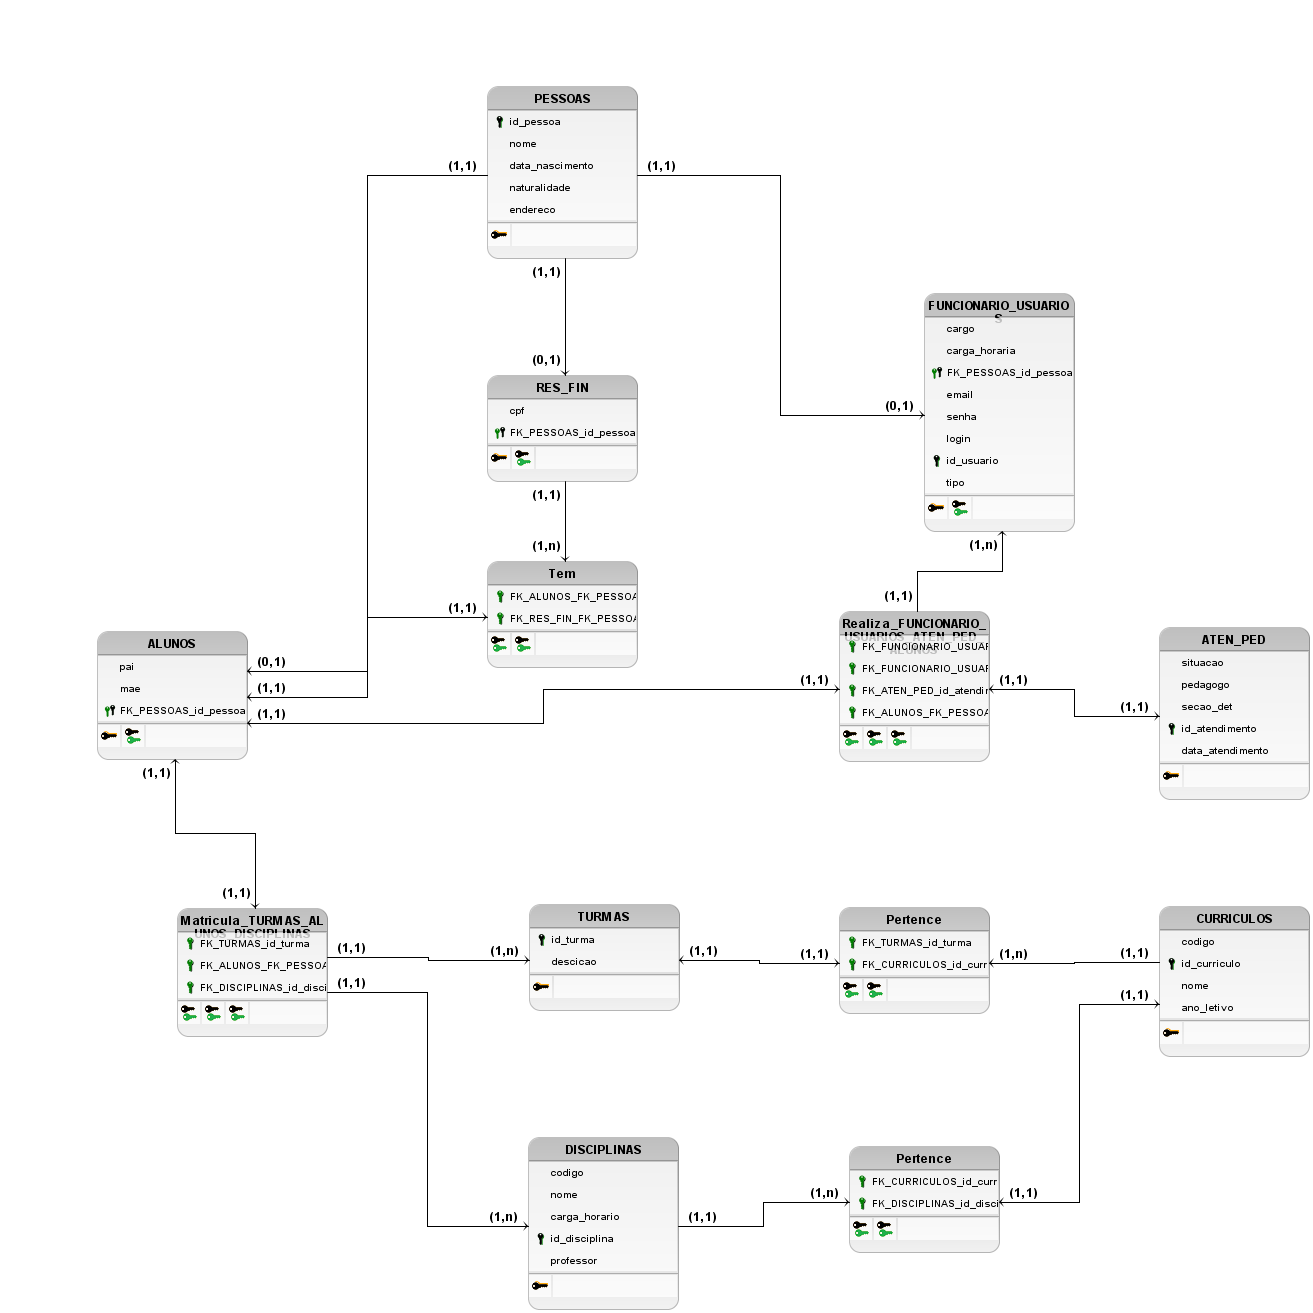 PESSOAS
id_pessoa
nome
data_nascimento
naturalidade
endereco
(1,1)
(1,1)
(1,1)
(0,1)
RES_FIN
cpf
FK_PESSOAS_id_pessoa
(1,1)
(1,n)
Tem
FK_ALUNOS_FK_PESSOA
FK_RES_FIN_FK_PESSOA
(1,1)
FUNCIONARIO_USUARIO
S
cargo
carga_horaria
FK_PESSOAS_id_pessoa
email
senha
login
id_usuario
tipo
(0,1)
(1,n)
(1,1)
ALUNOS
pai
mae
FK_PESSOAS_id_pessoa
(0,1)
(1,1)
(1,1)
(1,1)
Realiza_FUNCIONARIO_
USUARIOS_ATEN_PED_
ALUNOS
FK_FUNCIONARIO_USUAR
FK_FUNCIONARIO_USUAR
FK_ATEN_PED_id_atendir
FK_ALUNOS_FK_PESSOA
(1,1)
(1,1)
(1,1)
ATEN_PED
situacao
pedagogo
secao_det
id_atendimento
data_atendimento
(1,1)
Matricula_TURMAS_AL
UNOS_DISCIPLINAS
FK_TURMAS_id_turma
FK_ALUNOS_FK_PESSOA
FK_DISCIPLINAS_id_disci
(1,1)
(1,1)
(1,n)
TURMAS
id_turma
descicao
(1,1)
(1,1)
Pertence
FK_TURMAS_id_turma
FK_CURRICULOS_id_curr
(1,n)
(1,1)
(1,1)
CURRICULOS
codigo
id_curriculo
nome
ano_letivo
(1,n)
DISCIPLINAS
codigo
nome
carga_horario
id_disciplina
professor
(1,1)
(1,n)
Pertence
FK_CURRICULOS_id_curr
FK_DISCIPLINAS_id_disci
(1,1)